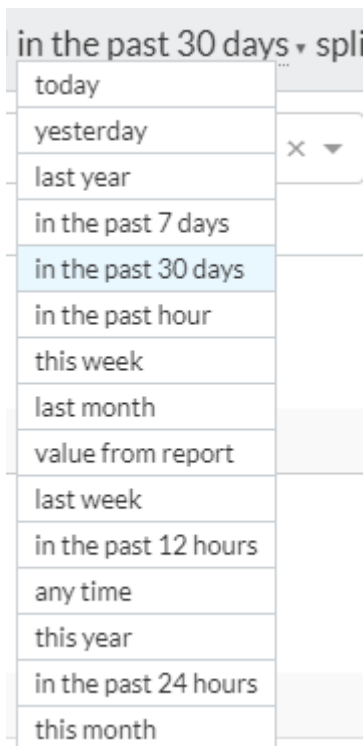 in the past 30 days ▾ spli
today
yesterday
last year
in the past 7 days
in the past 30 days
in the past hour
this week
last month
value from report
last week
in the past 12 hours
any time
this year
in the past 24 hours
this month